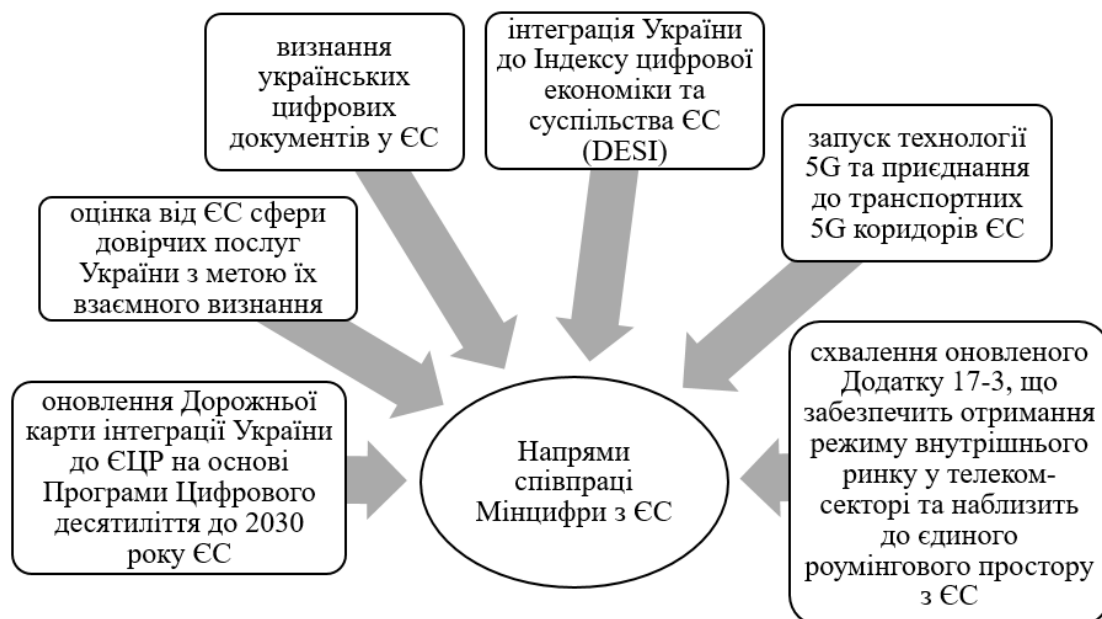 визнання
українських
цифрових
документів у ЄС
інтеграція України
до Індексу цифрової
економіки та
суспільства ЄС
(DESI)
запуск технології
5G та приєднання
до транспортних
5G коридорів ЄС
оцінка від ЄС сфери
довірчих послуг
України з метою їх
взаємного визнання
схвалення оновленого
Додатку 17-3, що
забезпечить отримання
режиму внутрішнього
ринку у телеком-
секторі та наблизить
до єдиного
роумінгового простору
з ЄС
оновлення Дорожньої
карти інтеграції України
до ЄЦР на основі
Програми Цифрового
десятиліття до 2030
року ЄС
Напрями
співпраці
Мінцифри з ЄС